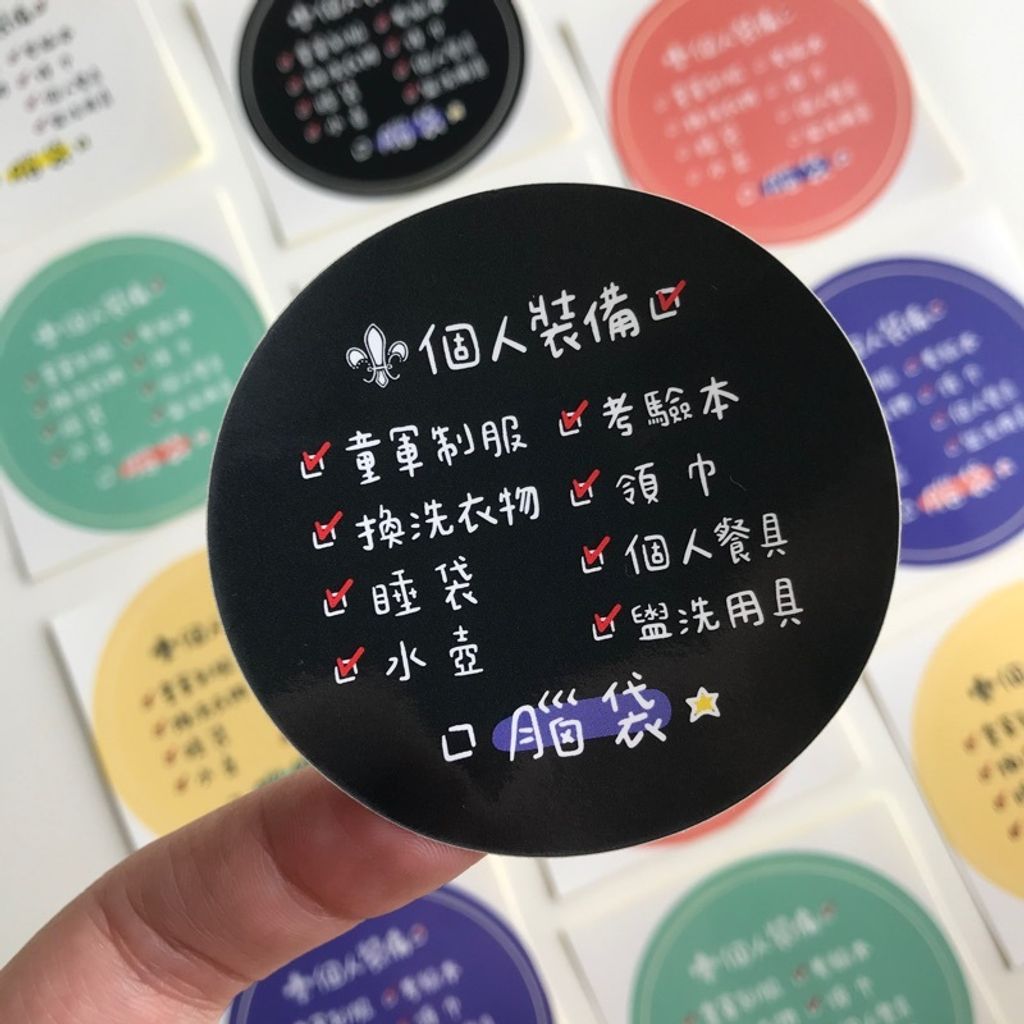 個人裝備
童軍制服 考驗本
換洗衣物 領巾
睡袋 個人餐具
水壺 盥洗用具
腦袋